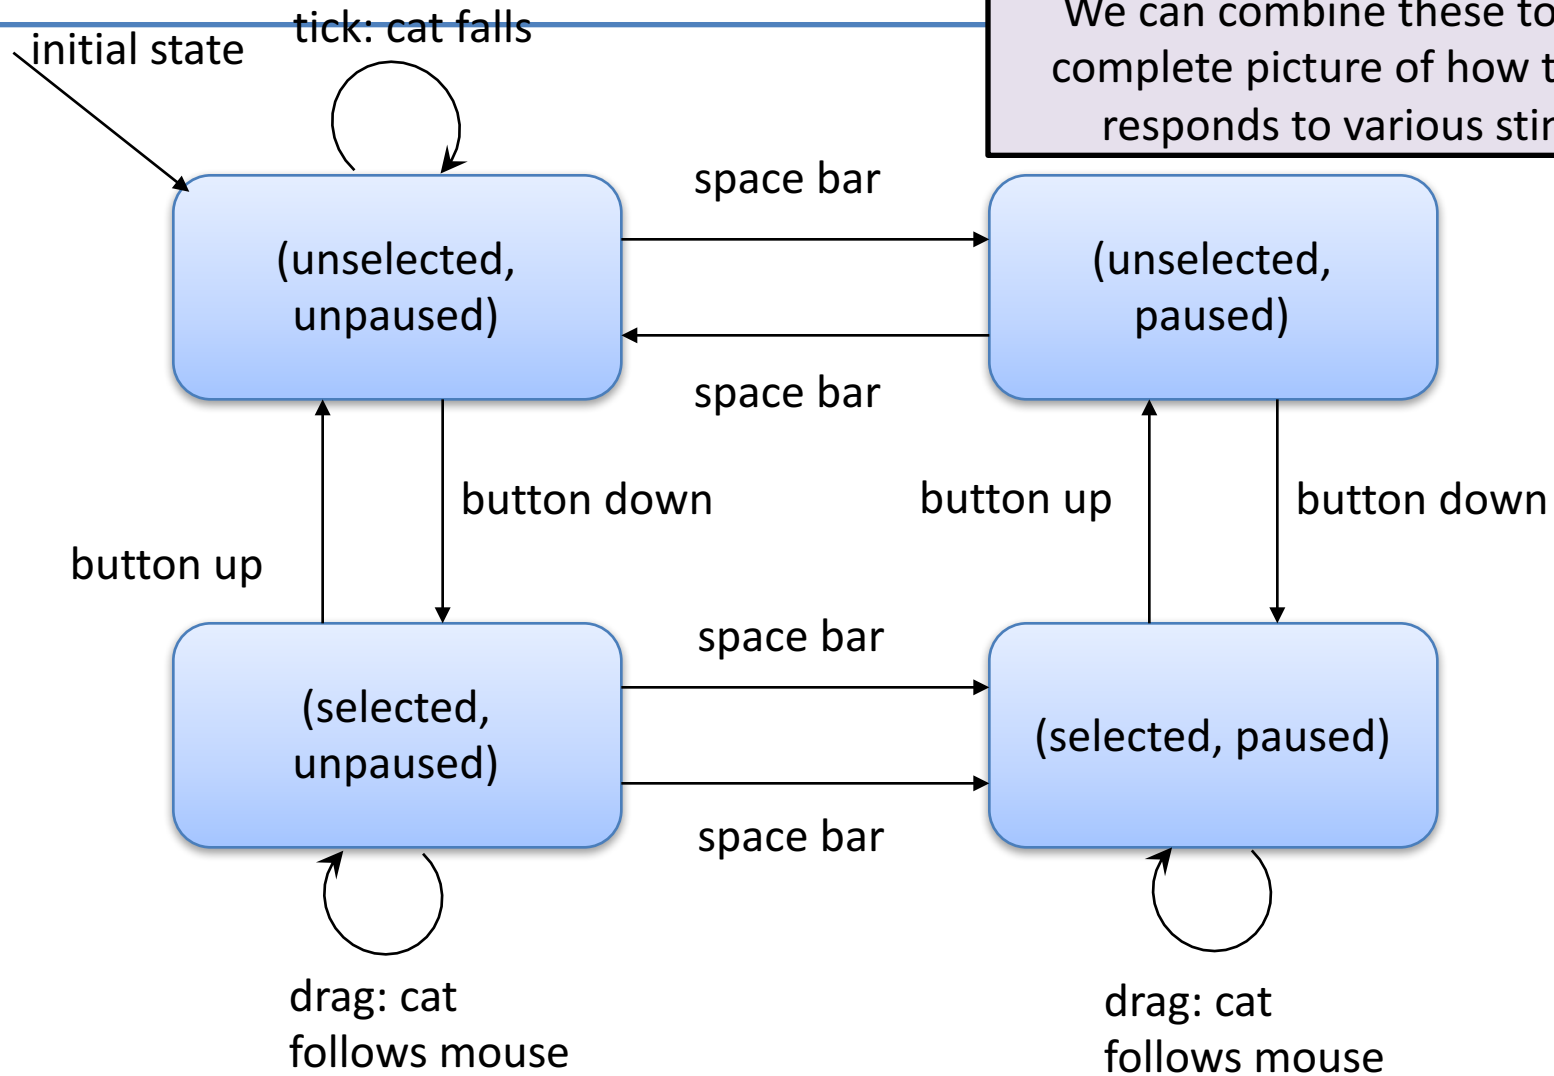 We can combine these to
complete picture of how t
responds to various
tick: cat falls
initial state
space bar
(unselected,
unpaused)
(unselected,
paused)
space bar
button down
button up
button down
button up
space bar
(selected,
unpaused)
(selected, paused)
space bar
drag: cat
follows mouse
drag: cat
follows mouse